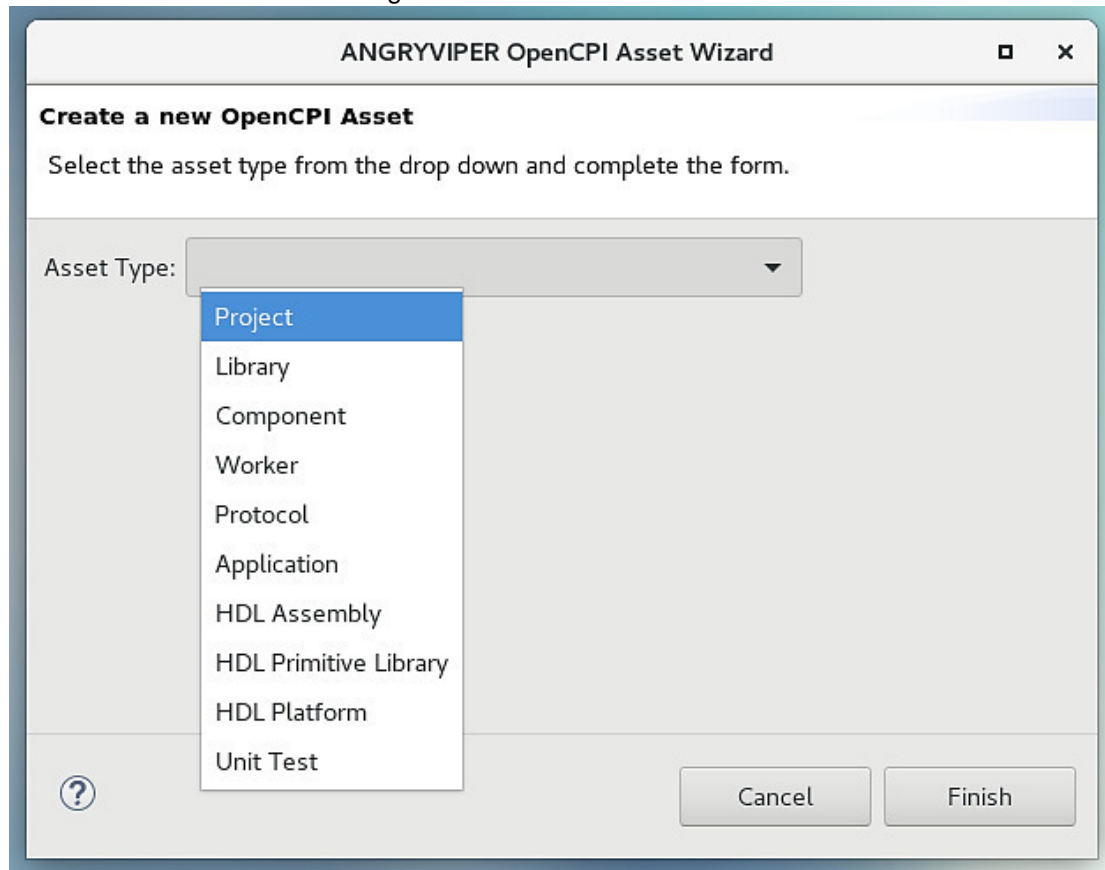 ANGRYVIPER OpenCPI Asset Wizard
Create a new OpenCPI Asset
Select the asset type from the drop down and complete the form.
Asset Type:
Project
Library
Component
Worker
Protocol
Application
HDL Assembly
HDL Primitive Library
HDL Platform
Unit Test
?
Cancel
Finish